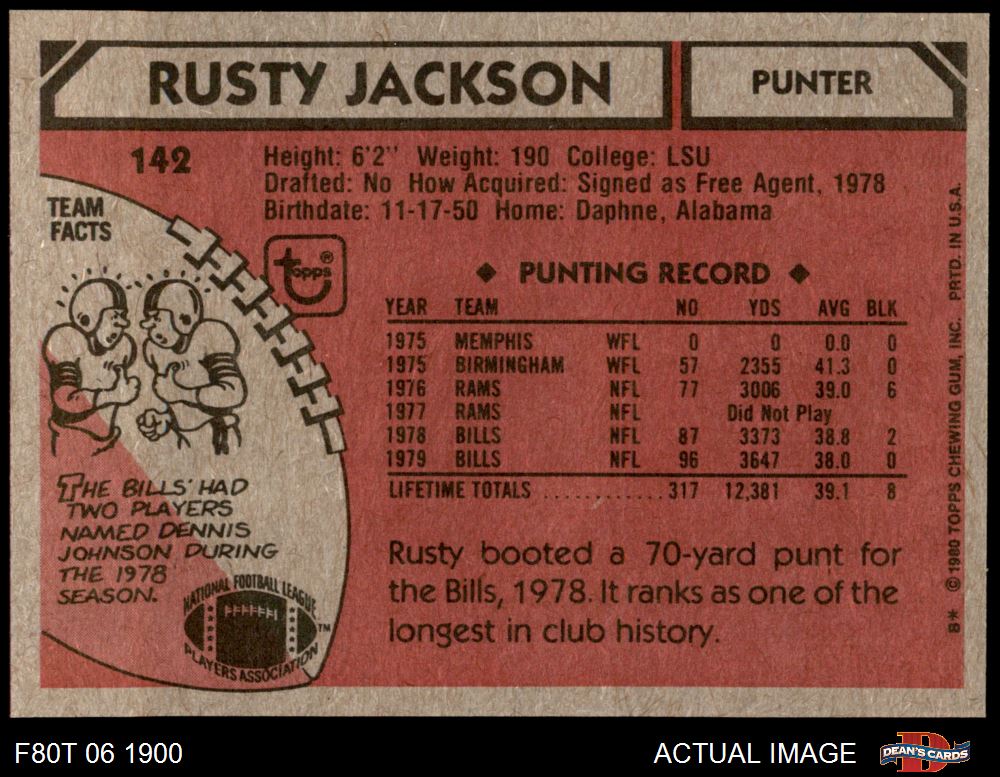 RUSTY JACKSON
PUNTER
142
Height: 6'2" Weight: 190 College: LSU
Drafted: No How Acquired: Signed as Free Agent, 1978
Birthdate: 11-17-50 Home: Daphne, Alabama
TEAM
FACTS
topps®
◆ PUNTING RECORD ◆
YEAR TEAM NO YDS AVG BLK
1975 MEMPHIS WFL 0 0 0.0 0
1975 BIRMINGHAM WFL 57 2355 41.3 0
1976 RAMS NFL 77 3006 39.0 6
1977 RAMS NFL Did Not Play
1978 BILLS NFL 87 3373 38.8 2
1979 BILLS NFL 96 3647 38.0 0
LIFETIME TOTALS ............ 317 12,381 39.1 8
THE BILLS' HAD
TWO PLAYERS
NAMED DENNIS
JOHNSON DURING
THE 1978
SEASON.
NATIONAL FOOTBALL LEAGUE
PLAYERS ASSOCIATION
TM
Rusty booted a 70-yard punt for
the Bills, 1978. It ranks as one of the
longest in club history.
8* ©1980 TOPPS CHEWING GUM, INC. PRTD. IN U.S.A.
F80T 06 1900
ACTUAL IMAGE
D
DEAN'S CARDS